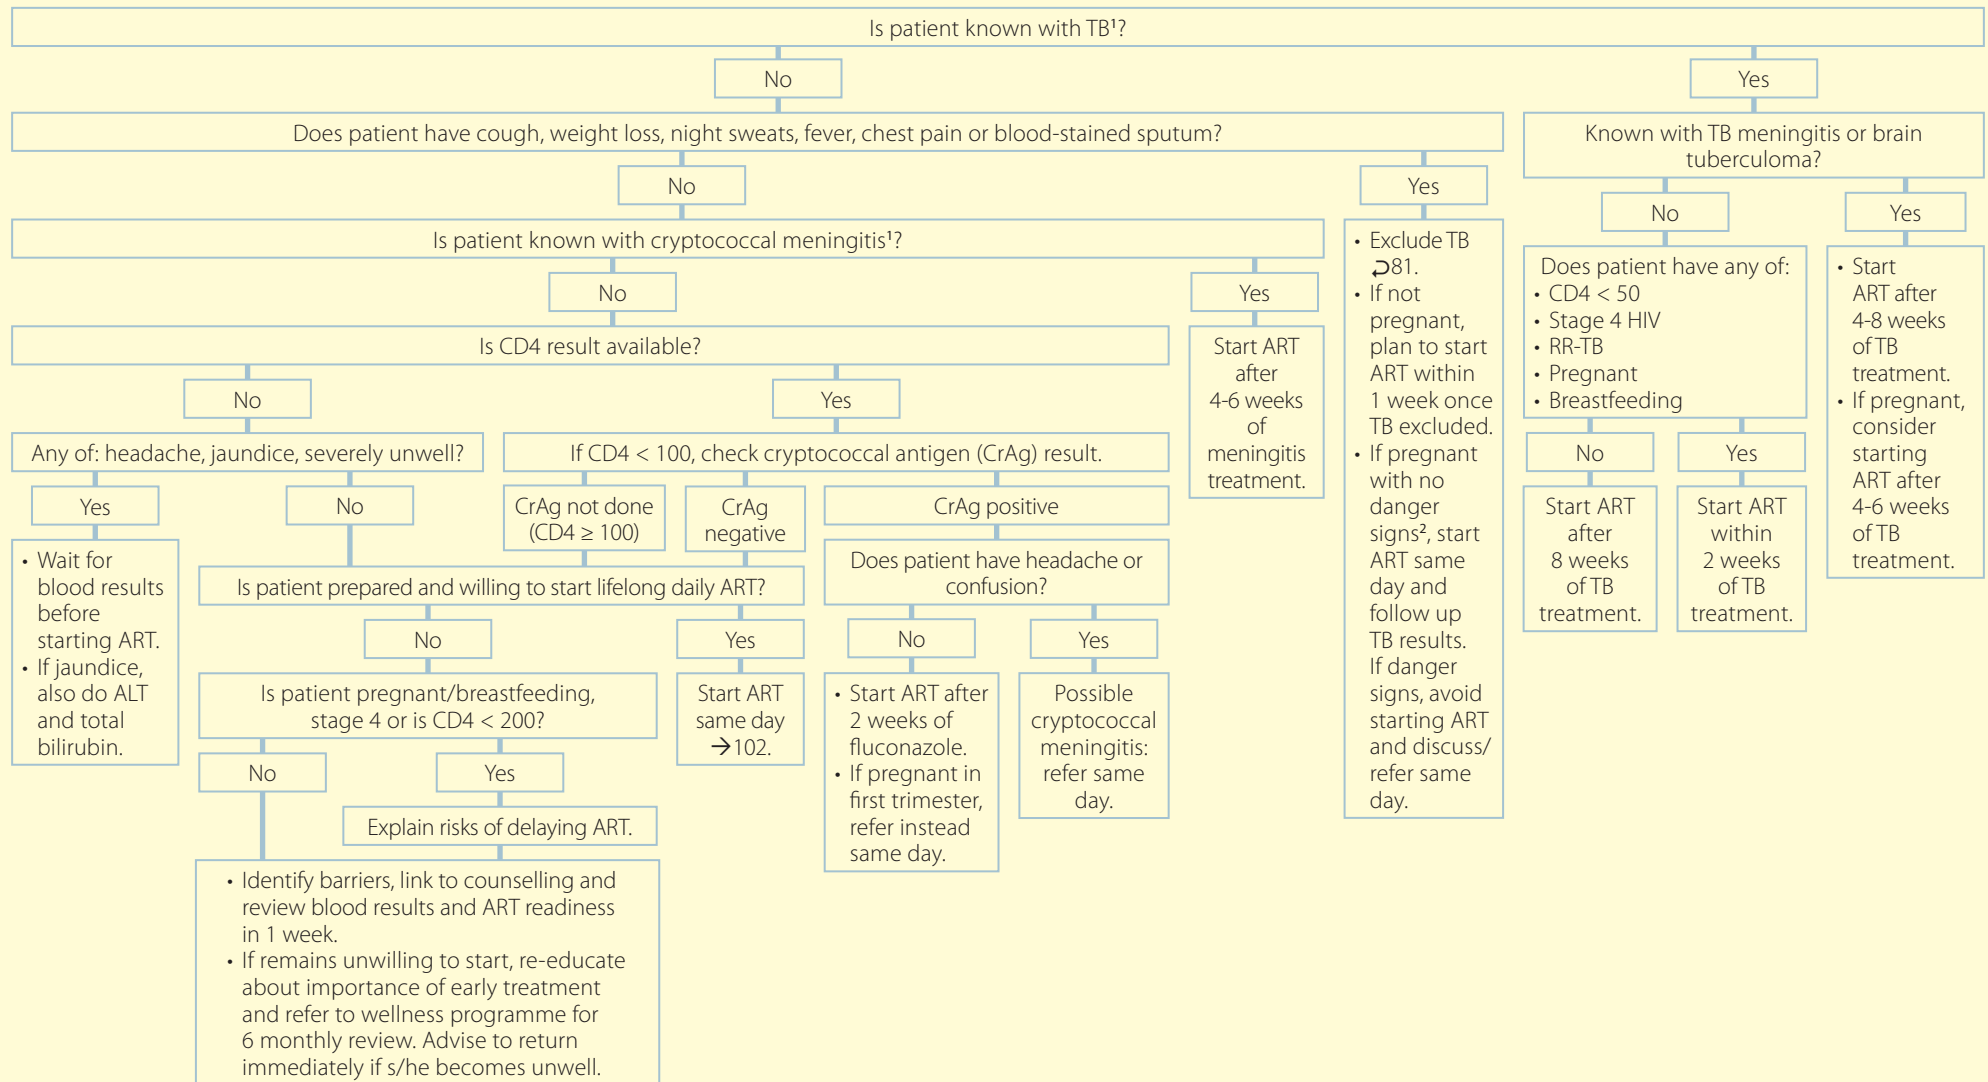 Is patient known with TB¹?
No
Yes
Does patient have cough, weight loss, night sweats, fever, chest pain or blood-stained sputum?
No
Yes
Is patient known with cryptococcal meningitis¹?
No
Yes
Is CD4 result available?
No
Yes
Any of: headache, jaundice, severely unwell?
Yes
No
• Wait for
blood results
before
starting ART.
• If jaundice,
also do ALT
and total
bilirubin.
If CD4 < 100, check cryptococcal antigen (CrAg) result.
CrAg not done
(CD4 ≥ 100)
CrAg
negative
CrAg positive
Is patient prepared and willing to start lifelong daily ART?
No
Yes
Is patient pregnant/breastfeeding,
stage 4 or is CD4 < 200?
Start ART
same day
→102.
No
Yes
Explain risks of delaying ART.
• Identify barriers, link to counselling and
review blood results and ART readiness
in 1 week.
• If remains unwilling to start, re-educate
about importance of early treatment
and refer to wellness programme for
6 monthly review. Advise to return
immediately if s/he becomes unwell.
Does patient have headache or
confusion?
No
Yes
• Start ART after
2 weeks of
fluconazole.
• If pregnant in
first trimester,
refer instead
same day.
Possible
cryptococcal
meningitis:
refer same
day.
Start ART
after
4-6 weeks
of
meningitis
treatment.
• Exclude TB
⮌81.
• If not
pregnant,
plan to start
ART within
1 week once
TB excluded.
• If pregnant
with no
danger
signs², start
ART same
day and
follow up
TB results.
If danger
signs, avoid
starting ART
and discuss/
refer same
day.
Known with TB meningitis or brain
tuberculoma?
No
Yes
Does patient have any of:
• CD4 < 50
• Stage 4 HIV
• RR-TB
• Pregnant
• Breastfeeding
No
Yes
Start ART
after
8 weeks
of TB
treatment.
Start ART
within
2 weeks
of TB
treatment.
• Start
ART after
4-8 weeks
of TB
treatment.
• If pregnant,
consider
starting
ART after
4-6 weeks
of TB
treatment.